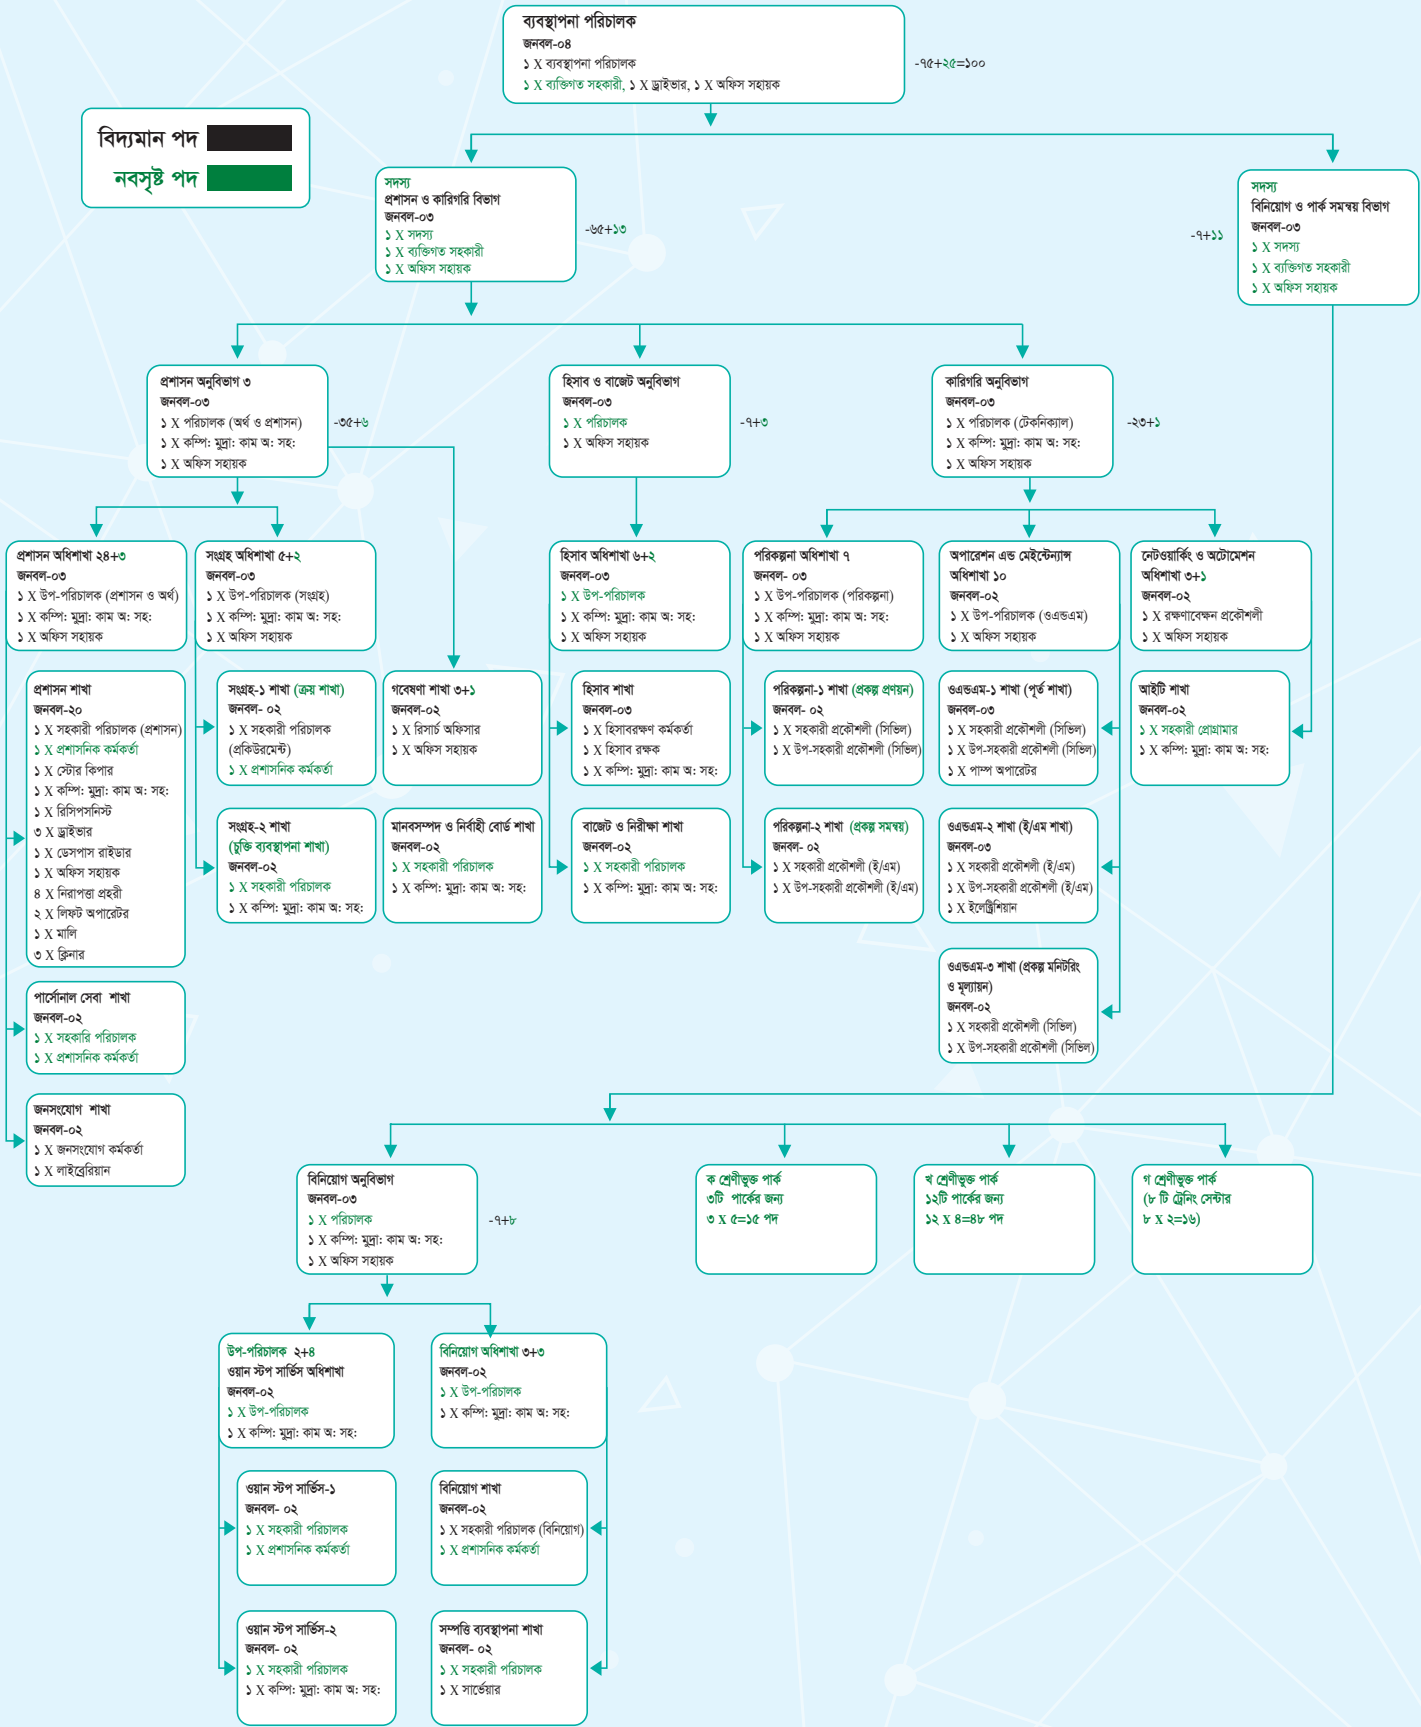 ব্যবস্থাপনা পরিচালক
জনবল-০৪
১ X ব্যবস্থাপনা পরিচালক
১ X ব্যক্তিগত সহকারী, ১ X ড্রাইভার, ১ X অফিস সহায়ক
-৭৫+২৫=১০০
বিদ্যমান পদ
নবসৃষ্ট পদ
সদস্য
প্রশাসন ও কারিগরি বিভাগ
জনবল-০৩
১ X সদস্য
১ X ব্যক্তিগত সহকারী
১ X অফিস সহায়ক
-৬৫+১৩
-৭+১১
সদস্য
বিনিয়োগ ও পার্ক সমন্বয় বিভাগ
জনবল-০৩
১ X সদস্য
১ X ব্যক্তিগত সহকারী
১ X অফিস সহায়ক
প্রশাসন অনুবিভাগ ৩
জনবল-০৩
১ X পরিচালক (অর্থ ও প্রশাসন)
১ X কম্পি: মুদ্রা: কাম অ: সহ:
১ X অফিস সহায়ক
-৩৫+৬
হিসাব ও বাজেট অনুবিভাগ
জনবল-০৩
১ X পরিচালক
১ X অফিস সহায়ক
-৭+৩
কারিগরি অনুবিভাগ
জনবল-০৩
১ X পরিচালক (টেকনিক্যাল)
১ X কম্পি: মুদ্রা: কাম অ: সহ:
১ X অফিস সহায়ক
-২৩+১
প্রশাসন অধিশাখা ২৪+৩
জনবল-০৩
১ X উপ-পরিচালক (প্রশাসন ও অর্থ)
১ X কম্পি: মুদ্রা: কাম অ: সহ:
১ X অফিস সহায়ক
সংগ্রহ অধিশাখা ৫+২
জনবল-০৩
১ X উপ-পরিচালক (সংগ্রহ)
১ X কম্পি: মুদ্রা: কাম অ: সহ:
১ X অফিস সহায়ক
হিসাব অধিশাখা ৬+২
জনবল-০৩
১ X উপ-পরিচালক
১ X কম্পি: মুদ্রা: কাম অ: সহ:
১ X অফিস সহায়ক
পরিকল্পনা অধিশাখা ৭
জনবল- ০৩
১ X উপ-পরিচালক (পরিকল্পনা)
১ X কম্পি: মুদ্রা: কাম অ: সহ:
১ X অফিস সহায়ক
অপারেশন এন্ড মেইন্টেন্যান্স
অধিশাখা ১০
জনবল-০২
১ X উপ-পরিচালক (ওএন্ডএম)
১ X অফিস সহায়ক
নেটওয়ার্কিং ও অটোমেশন
অধিশাখা ৩+১
জনবল-০২
১ X রক্ষণাবেক্ষন প্রকৌশলী
১ X অফিস সহায়ক
প্রশাসন শাখা
জনবল-২০
১ X সহকারী পরিচালক (প্রশাসন)
১ X প্রশাসনিক কর্মকর্তা
১ X স্টোর কিপার
১ X কম্পি: মুদ্রা: কাম অ: সহ:
১ X রিসিপসনিস্ট
৩ X ড্রাইভার
১ X ডেসপাস রাইডার
১ X অফিস সহায়ক
৪ X নিরাপত্তা প্রহরী
২ X লিফট অপারেটর
১ X মালি
৩ X ক্লিনার
সংগ্রহ-১ শাখা (ক্রয় শাখা)
জনবল- ০২
১ X সহকারী পরিচালক
(প্রকিউরমেন্ট)
১ X প্রশাসনিক কর্মকর্তা
গবেষণা শাখা ৩+১
জনবল-০২
১ X রিসার্চ অফিসার
১ X অফিস সহায়ক
হিসাব শাখা
জনবল-০৩
১ X হিসাবরক্ষণ কর্মকর্তা
১ X হিসাব রক্ষক
১ X কম্পি: মুদ্রা: কাম অ: সহ:
পরিকল্পনা-১ শাখা (প্রকল্প প্রণয়ন)
জনবল- ০২
১ X সহকারী প্রকৌশলী (সিভিল)
১ X উপ-সহকারী প্রকৌশলী (সিভিল)
ওএন্ডএম-১ শাখা (পূর্ত শাখা)
জনবল-০৩
১ X সহকারী প্রকৌশলী (সিভিল)
১ X উপ-সহকারী প্রকৌশলী (সিভিল)
১ X পাম্প অপারেটর
আইটি শাখা
জনবল-০২
১ X সহকারী প্রোগ্রামার
১ X কম্পি: মুদ্রা: কাম অ: সহ:
সংগ্রহ-২ শাখা
(চুক্তি ব্যবস্থাপনা শাখা)
জনবল-০২
১ X সহকারী পরিচালক
১ X কম্পি: মুদ্রা: কাম অ: সহ:
মানবসম্পদ ও নির্বাহী বোর্ড শাখা
জনবল-০২
১ X সহকারী পরিচালক
১ X কম্পি: মুদ্রা: কাম অ: সহ:
বাজেট ও নিরীক্ষা শাখা
জনবল-০২
১ X সহকারী পরিচালক
১ X কম্পি: মুদ্রা: কাম অ: সহ:
পরিকল্পনা-২ শাখা (প্রকল্প সমন্বয়)
জনবল- ০২
১ X সহকারী প্রকৌশলী (ই/এম)
১ X উপ-সহকারী প্রকৌশলী (ই/এম)
ওএন্ডএম-২ শাখা (ই/এম শাখা)
জনবল-০৩
১ X সহকারী প্রকৌশলী (ই/এম)
১ X উপ-সহকারী প্রকৌশলী (ই/এম)
১ X ইলেক্ট্রিশিয়ান
ওএন্ডএম-৩ শাখা (প্রকল্প মনিটরিং
ও মূল্যায়ন)
জনবল-০২
১ X সহকারী প্রকৌশলী (সিভিল)
১ X উপ-সহকারী প্রকৌশলী (সিভিল)
পার্সোনাল সেবা শাখা
জনবল-০২
১ X সহকারি পরিচালক
১ X প্রশাসনিক কর্মকর্তা
জনসংযোগ শাখা
জনবল-০২
১ X জনসংযোগ কর্মকর্তা
১ X লাইব্রেরিয়ান
বিনিয়োগ অনুবিভাগ
জনবল-০৩
১ X পরিচালক
১ X কম্পি: মুদ্রা: কাম অ: সহ:
১ X অফিস সহায়ক
-৭+৮
ক শ্রেণীভুক্ত পার্ক
৩টি পার্কের জন্য
৩ X ৫=১৫ পদ
খ শ্রেণীভুক্ত পার্ক
১২টি পার্কের জন্য
১২ X ৪=৪৮ পদ
গ শ্রেণীভুক্ত পার্ক
(৮ টি ট্রেনিং সেন্টার
৮ X ২=১৬)
উপ-পরিচালক ২+৪
ওয়ান স্টপ সার্ভিস অধিশাখা
জনবল-০২
১ X উপ-পরিচালক
১ X কম্পি: মুদ্রা: কাম অ: সহ:
বিনিয়োগ অধিশাখা ৩+৩
জনবল-০২
১ X উপ-পরিচালক
১ X কম্পি: মুদ্রা: কাম অ: সহ:
ওয়ান স্টপ সার্ভিস-১
জনবল- ০২
১ X সহকারী পরিচালক
১ X প্রশাসনিক কর্মকর্তা
বিনিয়োগ শাখা
জনবল-০২
১ X সহকারী পরিচালক (বিনিয়োগ)
১ X প্রশাসনিক কর্মকর্তা
ওয়ান স্টপ সার্ভিস-২
জনবল- ০২
১ X সহকারী পরিচালক
১ X কম্পি: মুদ্রা: কাম অ: সহ:
সম্পত্তি ব্যবস্থাপনা শাখা
জনবল- ০২
১ X সহকারী পরিচালক
১ X সার্ভেয়ার